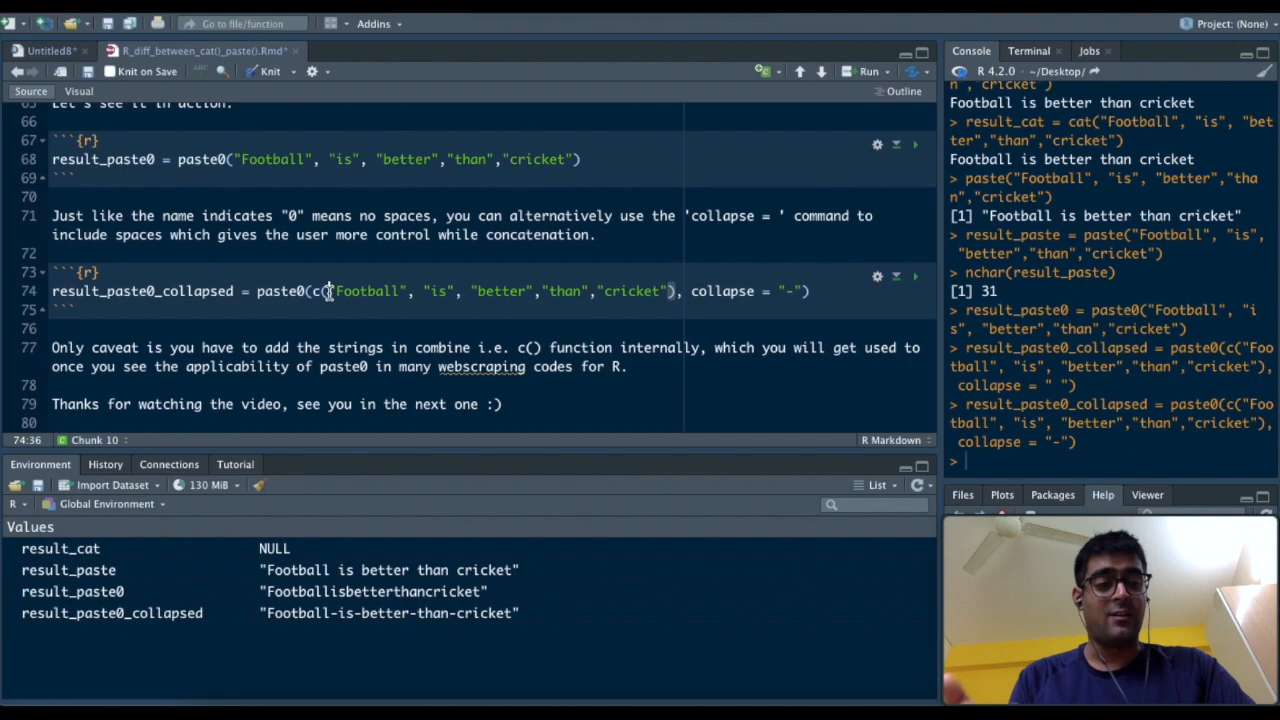 Go to file/function
Addins
Project: (None)
Untitled8*
R_diff_between_cat()_paste().Rmd*
Knit on Save
ABC
Knit
Run
Source
Visual
Outline
65 Let's see it in action.
66
67 ```{r}
68 result_paste0 = paste0("Football", "is", "better","than","cricket")
69 ```
70
71 Just like the name indicates "0" means no spaces, you can alternatively use the 'collapse = ' command to
include spaces which gives the user more control while concatenation.
72
73 ```{r}
74 result_paste0_collapsed = paste0(c("Football", "is", "better","than","cricket"), collapse = "-")
75 ```
76
77 Only caveat is you have to add the strings in combine i.e. c() function internally, which you will get used to
once you see the applicability of paste0 in many webscraping codes for R.
78
79 Thanks for watching the video, see you in the next one :)
80
74:36
Chunk 10
R Markdown
Environment
History
Connections
Tutorial
Import Dataset
130 MiB
List
R
Global Environment
Values
result_cat NULL
result_paste "Football is better than cricket"
result_paste0 "Footballisbetterthancricket"
result_paste0_collapsed "Football-is-better-than-cricket"
Console
Terminal
Jobs
R 4.2.0 · ~/Desktop/
n","cricket")
Football is better than cricket
> result_cat = cat("Football", "is", "bet
ter","than","cricket")
Football is better than cricket
> paste("Football", "is", "better","tha
n","cricket")
[1] "Football is better than cricket"
> result_paste = paste("Football", "is",
"better","than","cricket")
> nchar(result_paste)
[1] 31
> result_paste0 = paste0("Football", "i
s", "better","than","cricket")
> result_paste0_collapsed = paste0(c("Foo
tball", "is", "better","than","cricket"),
collapse = " ")
> result_paste0_collapsed = paste0(c("Foo
tball", "is", "better","than","cricket"),
collapse = "-")
>
Files
Plots
Packages
Help
Viewer